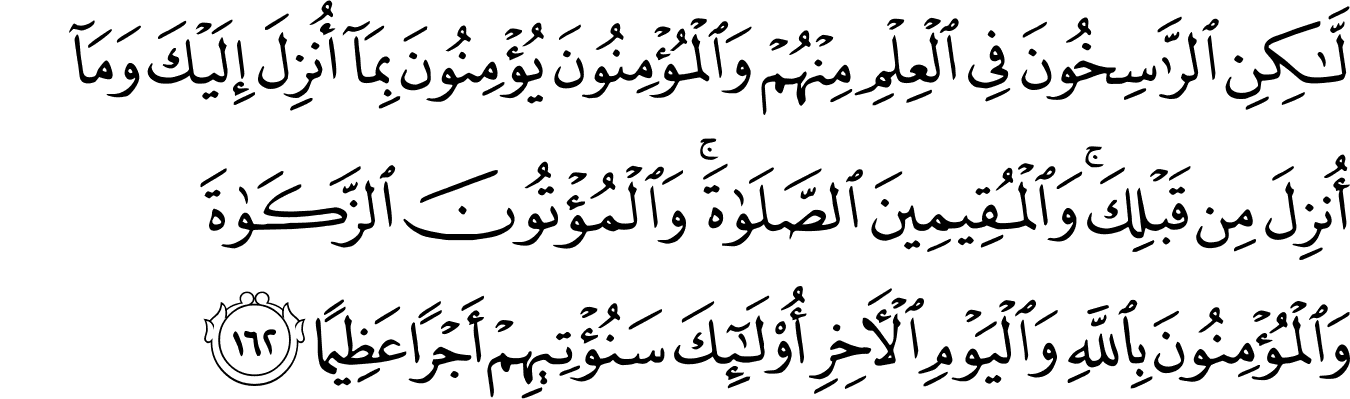 لَّٰكِنِ ٱلرَّٰسِخُونَ فِى ٱلْعِلْمِ مِنْهُمْ وَٱلْمُؤْمِنُونَ يُؤْمِنُونَ بِمَآ أُنزِلَ إِلَيْكَ وَمَآ
أُنزِلَ مِن قَبْلِكَ ۚ وَٱلْمُقِيمِينَ ٱلصَّلَوٰةَ ۚ وَٱلْمُؤْتُونَ ٱلزَّكَوٰةَ
وَٱلْمُؤْمِنُونَ بِٱللَّهِ وَٱلْيَوْمِ ٱلْأَخِرِ أُو۟لَٰٓئِكَ سَنُؤْتِيهِمْ أَجْرًا عَظِيمًا ١٦٢